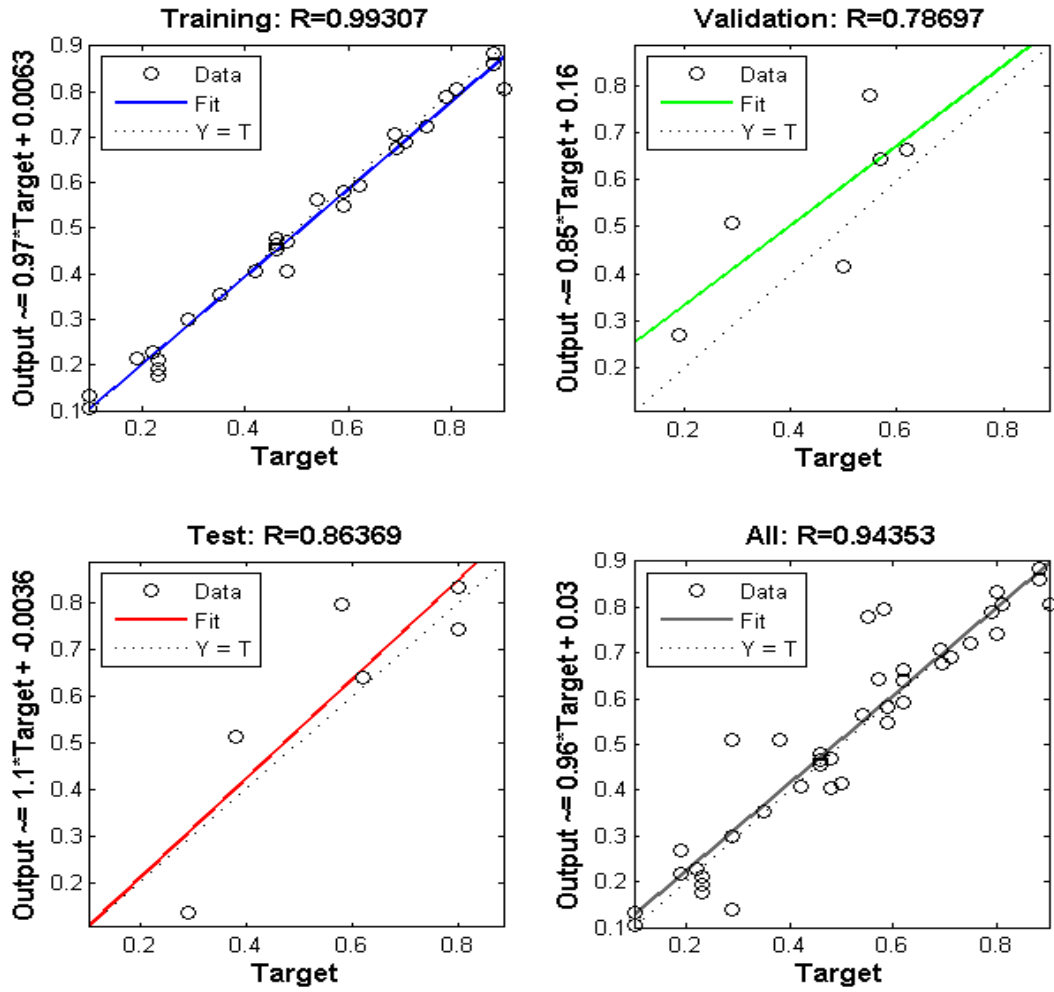 Training: R=0.99307
Output ~= 0.97*Target + 0.0063
0.9
0.8
0.7
0.6
0.5
0.4
0.3
0.2
0.1
Data
Fit
Y = T
0.2
0.4
0.6
0.8
Target
Validation: R=0.78697
Output ~= 0.85*Target + 0.16
0.8
0.7
0.6
0.5
0.4
0.3
0.2
Data
Fit
Y = T
0.2
0.4
0.6
0.8
Target
Test: R=0.86369
Output ~= 1.1*Target + -0.0036
0.8
0.7
0.6
0.5
0.4
0.3
0.2
Data
Fit
Y = T
0.2
0.4
0.6
0.8
Target
All: R=0.94353
Output ~= 0.96*Target + 0.03
0.9
0.8
0.7
0.6
0.5
0.4
0.3
0.2
0.1
Data
Fit
Y = T
0.2
0.4
0.6
0.8
Target